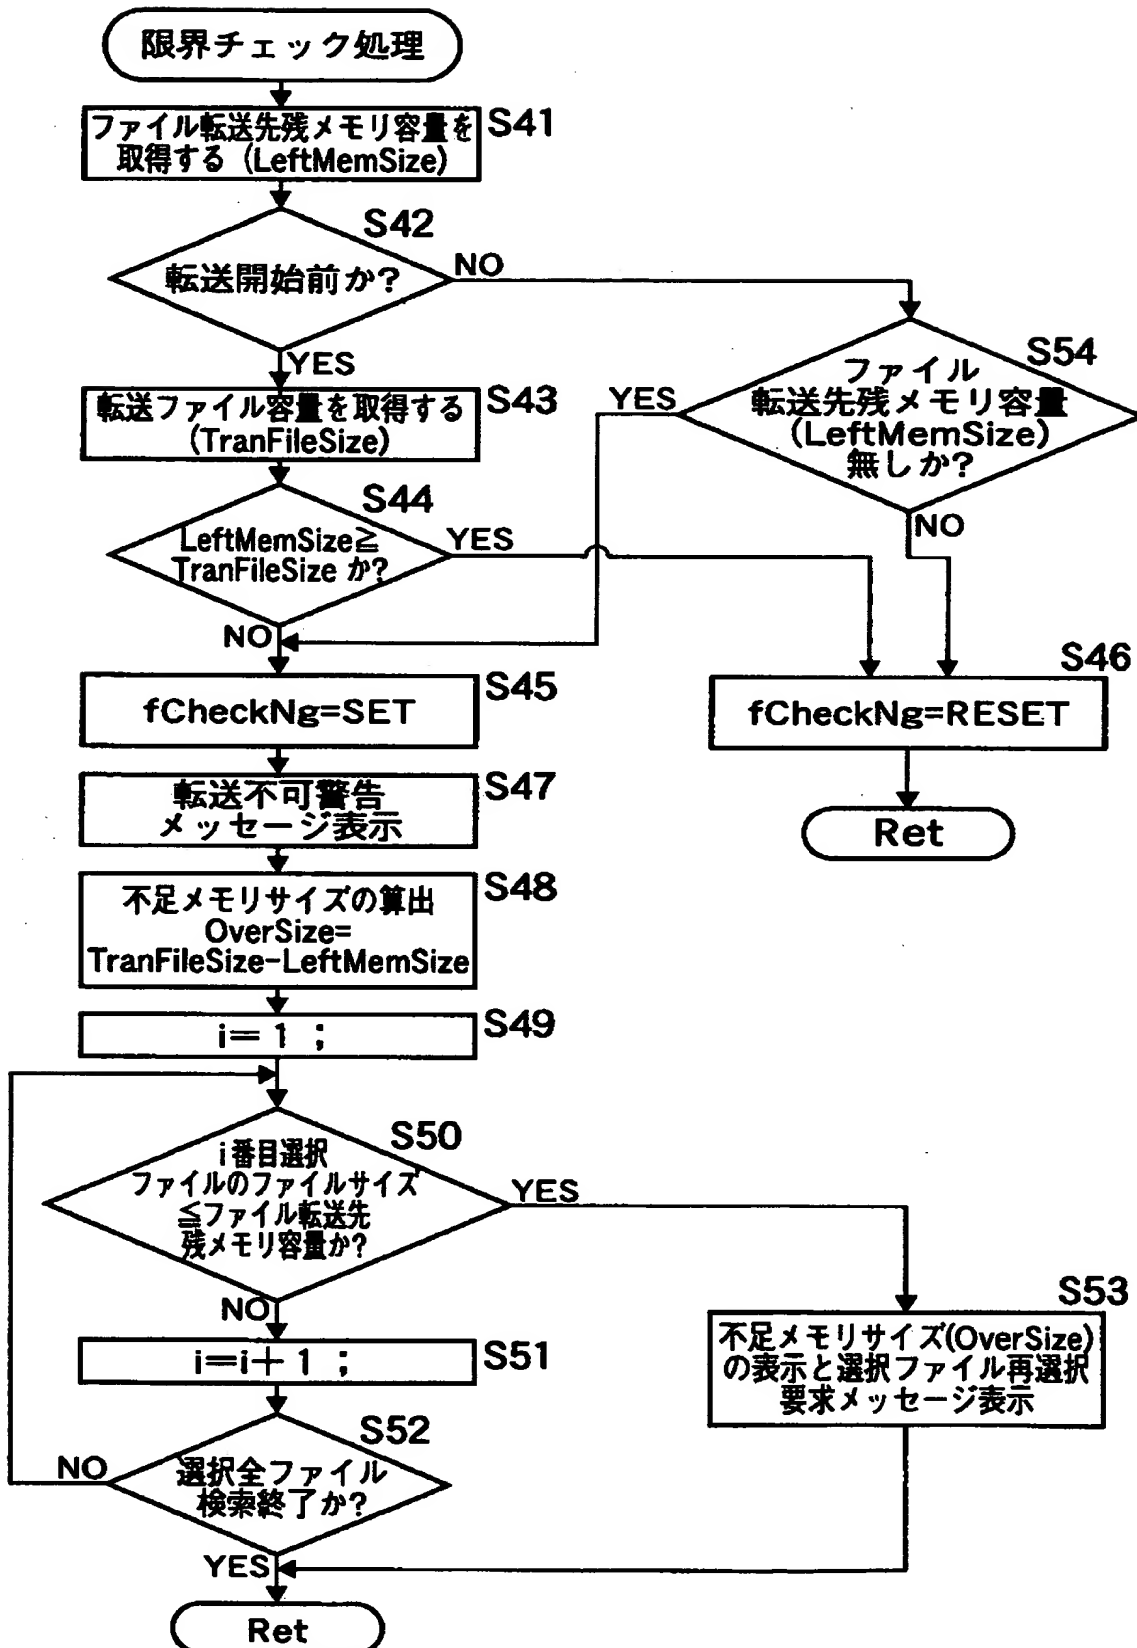 限界チェック処理
ファイル転送先残メモリ容量を
取得する (LeftMemSize)
S41
S42
転送開始前か?
NO
YES
転送ファイル容量を取得する
(TranFileSize)
S43
S44
LeftMemSize≧
TranFileSize か?
YES
NO
S54
ファイル
転送先残メモリ容量
(LeftMemSize)
無しか?
YES
NO
S45
fCheckNg=SET
S46
fCheckNg=RESET
Ret
S47
転送不可警告
メッセージ表示
S48
不足メモリサイズの算出
OverSize=
TranFileSize-LeftMemSize
S49
i= 1 ;
S50
i番目選択
ファイルのファイルサイズ
≦ファイル転送先
残メモリ容量か?
YES
NO
S51
i=i+ 1 ;
S53
不足メモリサイズ(OverSize)
の表示と選択ファイル再選択
要求メッセージ表示
S52
選択全ファイル
検索終了か?
NO
YES
Ret